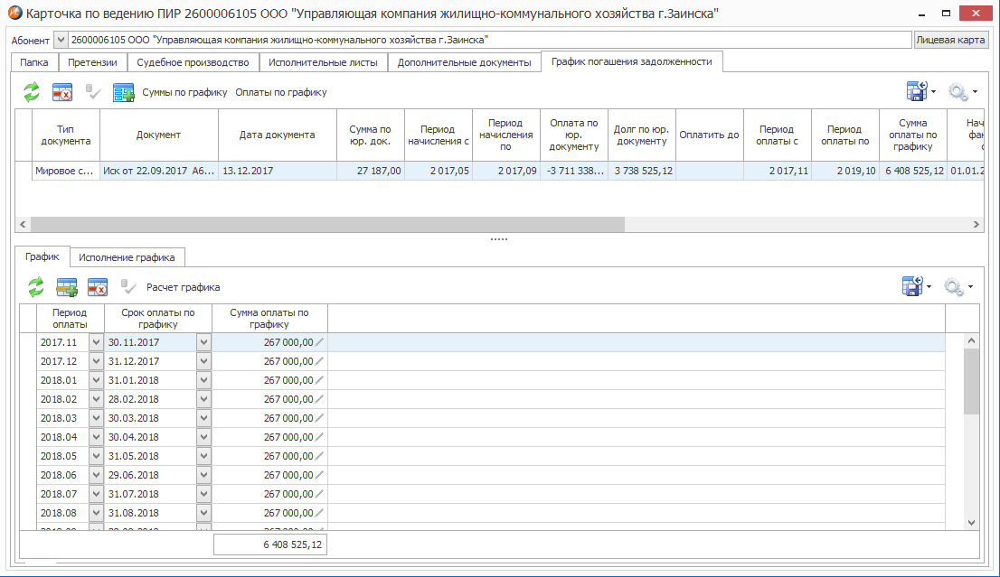 Карточка по ведению ПИР 2600006105 ООО "Управляющая компания жилищно-коммунального хозяйства г.Заинска"
Абонент 2600006105 ООО "Управляющая компания жилищно-коммунального хозяйства г.Заинска" Лицевая карта
Папка Претензии Судебное производство Исполнительные листы Дополнительные документы График погашения задолженности
Суммы по графику Оплаты по графику
Тип документа Документ Дата документа Сумма по юр. док. Период начисления с Период начисления по Оплата по юр. документу Долг по юр. документу Оплатить до Период оплаты с Период оплаты по Сумма оплаты по графику Нач фак с
Мировое с... Иск от 22.09.2017 А6... 13.12.2017 27 187,00 2 017,05 2 017,09 -3 711 338... 3 738 525,12 2 017,11 2 019,10 6 408 525,12 01.01.2
График Исполнение графика
Расчет графика
Период оплаты Срок оплаты по графику Сумма оплаты по графику
2017.11 30.11.2017 267 000,00
2017.12 31.12.2017 267 000,00
2018.01 31.01.2018 267 000,00
2018.02 28.02.2018 267 000,00
2018.03 30.03.2018 267 000,00
2018.04 30.04.2018 267 000,00
2018.05 31.05.2018 267 000,00
2018.06 29.06.2018 267 000,00
2018.07 31.07.2018 267 000,00
2018.08 31.08.2018 267 000,00
6 408 525,12